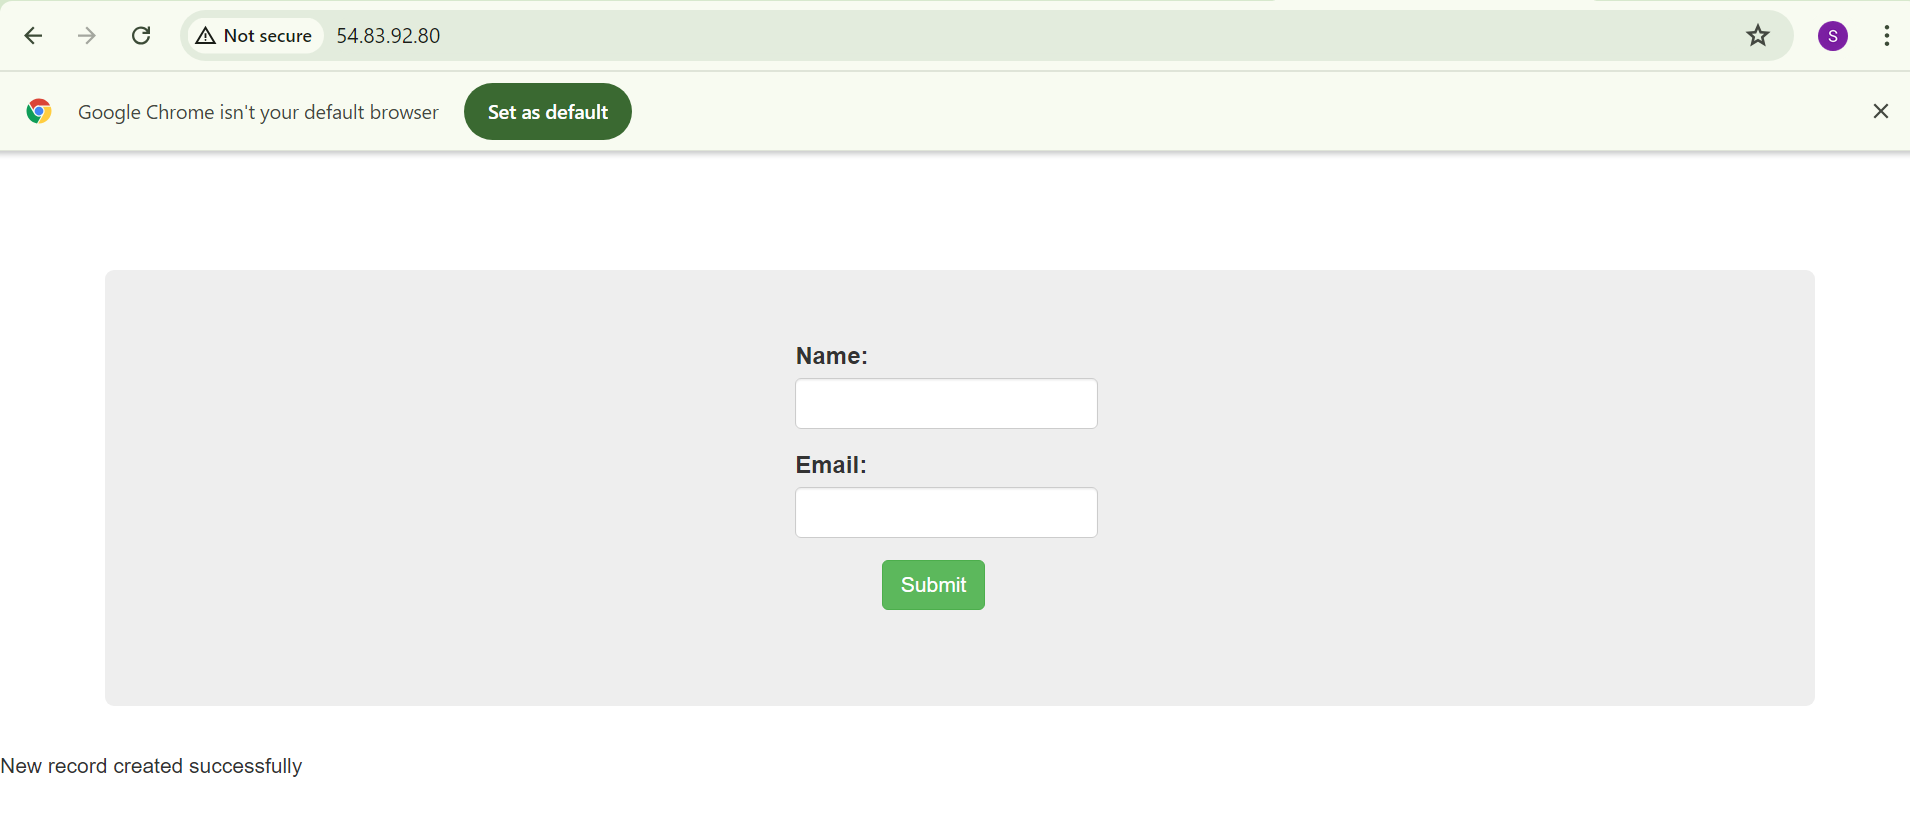 Not secure 54.83.92.80 S
Google Chrome isn't your default browser Set as default
Name:
Email:
Submit
New record created successfully